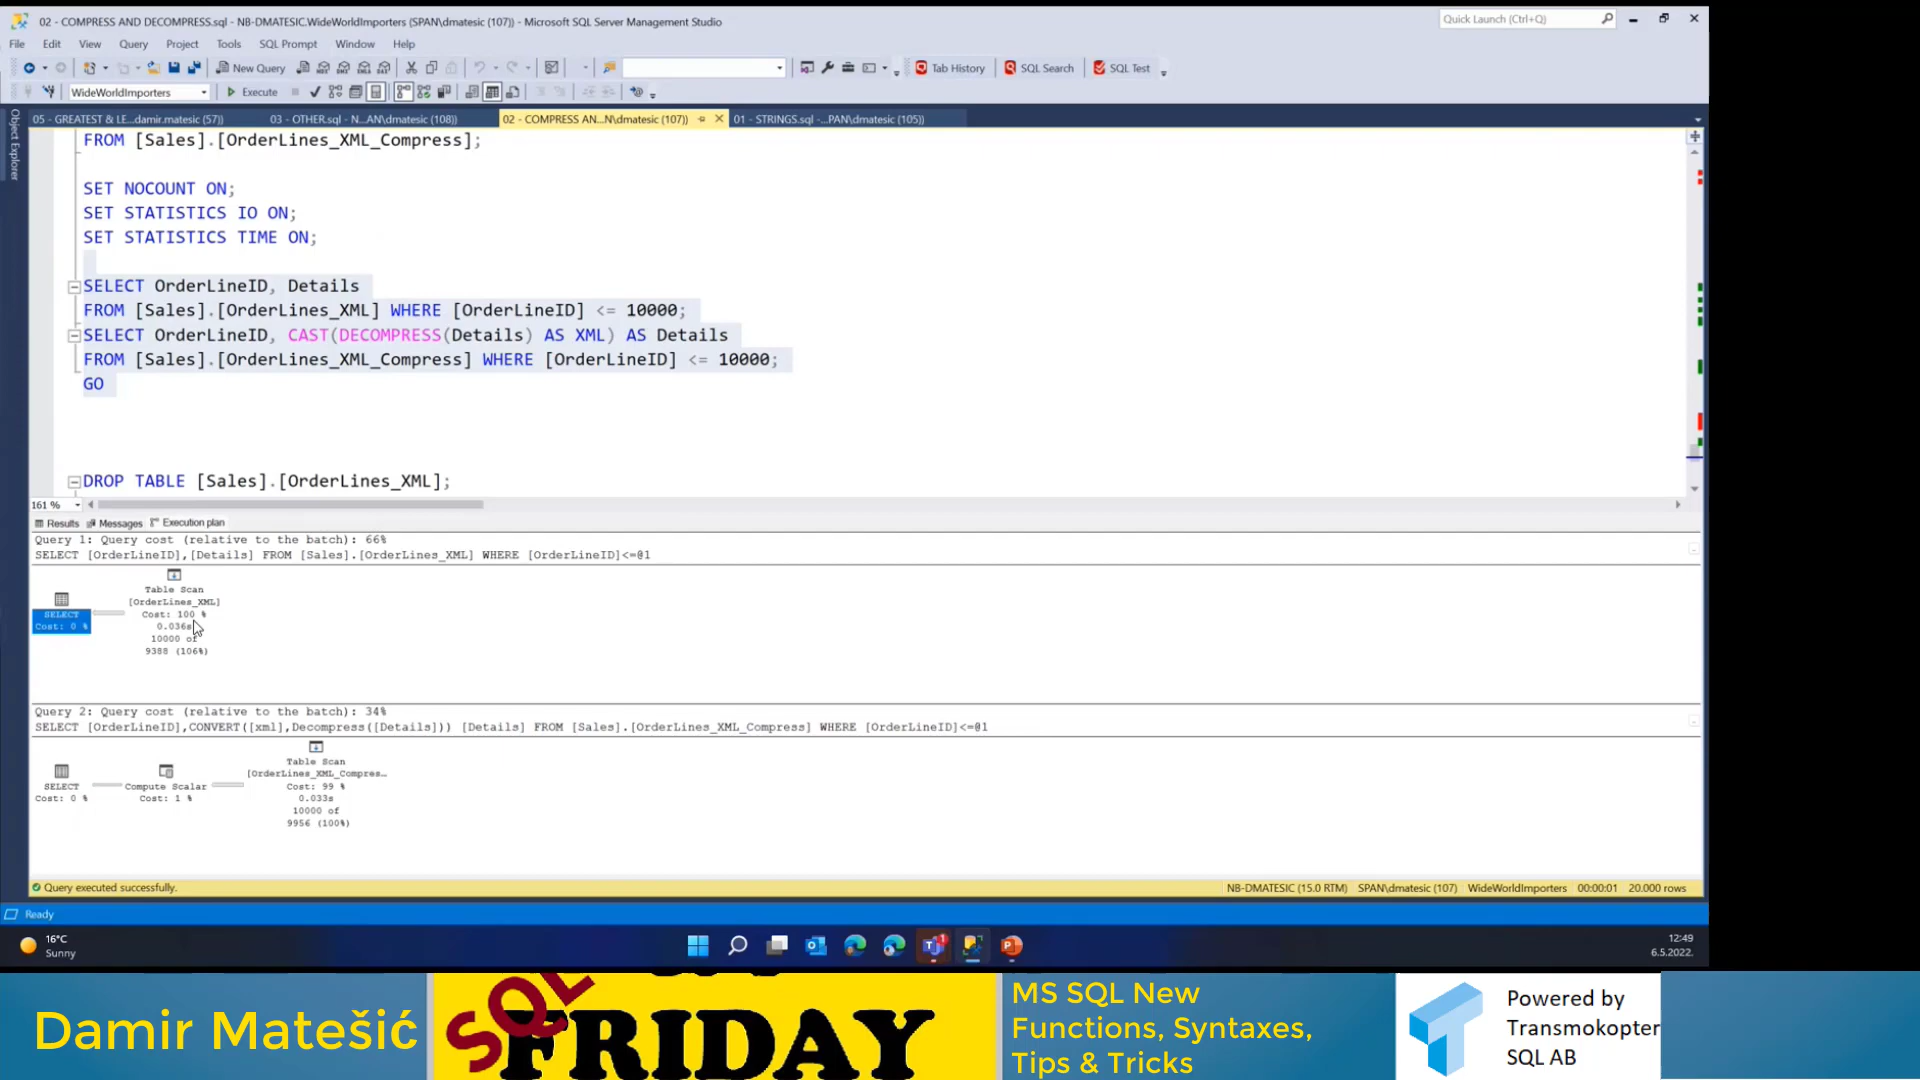 02 - COMPRESS AND DECOMPRESS.sql - NB-DMATESIC.WideWorldImporters (SPAN\dmatesic (107)) - Microsoft SQL Server Management Studio
Quick Launch (Ctrl+Q)
File Edit View Query Project Tools SQL Prompt Window Help
New Query
Tab History SQL Search SQL Test
WideWorldImporters Execute
Object Explorer
05 - GREATEST & LE...damir.matesic (57)) 03 - OTHER.sql - N...AN\dmatesic (108)) 02 - COMPRESS AN...N\dmatesic (107)) 01 - STRINGS.sql -...PAN\dmatesic (105))
FROM [Sales].[OrderLines_XML_Compress];
SET NOCOUNT ON;
SET STATISTICS IO ON;
SET STATISTICS TIME ON;
SELECT OrderLineID, Details
FROM [Sales].[OrderLines_XML] WHERE [OrderLineID] <= 10000;
SELECT OrderLineID, CAST(DECOMPRESS(Details) AS XML) AS Details
FROM [Sales].[OrderLines_XML_Compress] WHERE [OrderLineID] <= 10000;
GO
DROP TABLE [Sales].[OrderLines_XML];
161 %
Results Messages Execution plan
Query 1: Query cost (relative to the batch): 66%
SELECT [OrderLineID],[Details] FROM [Sales].[OrderLines_XML] WHERE [OrderLineID]<=@1
SELECT
Cost: 0 %
Table Scan
[OrderLines_XML]
Cost: 100 %
0.036s
10000 of
9388 (106%)
Query 2: Query cost (relative to the batch): 34%
SELECT [OrderLineID],CONVERT([xml],Decompress([Details])) [Details] FROM [Sales].[OrderLines_XML_Compress] WHERE [OrderLineID]<=@1
SELECT
Cost: 0 %
Compute Scalar
Cost: 1 %
Table Scan
[OrderLines_XML_Compres...
Cost: 99 %
0.033s
10000 of
9956 (100%)
Query executed successfully.
NB-DMATESIC (15.0 RTM) SPAN\dmatesic (107) WideWorldImporters 00:00:01 20.000 rows
Ready
16°C
Sunny
12:49
6.5.2022.
Damir Matešić
SQL
FRIDAY
MS SQL New
Functions, Syntaxes,
Tips & Tricks
Powered by
Transmokopter
SQL AB